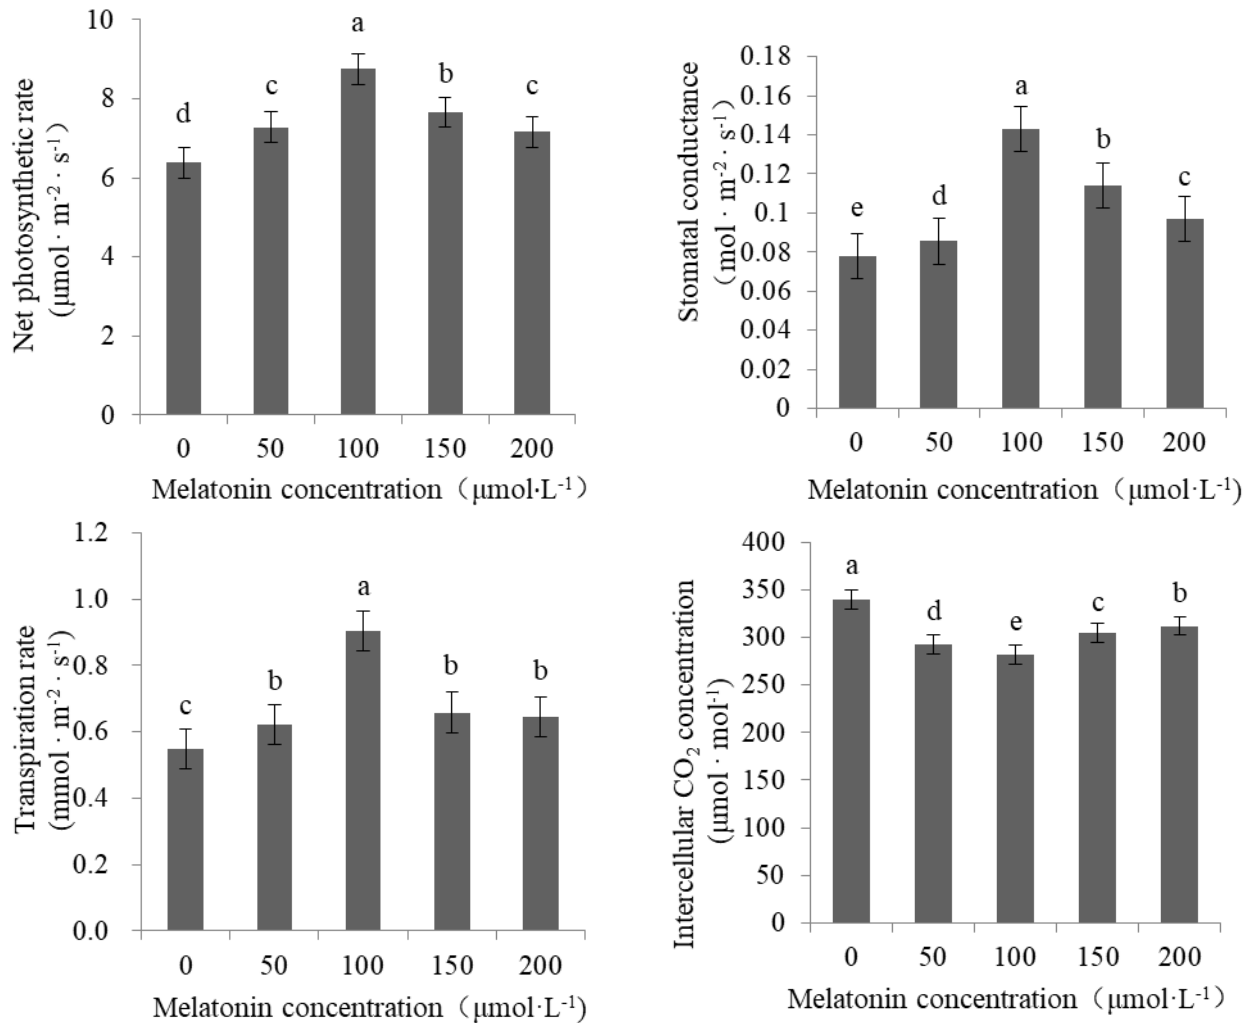 Net photosynthetic rate
(μmol· m-2 · s-1)
10
8
6
4
2
0
d
c
a
b
c
0 50 100 150 200
Melatonin concentration（μmol·L-1）
Stomatal conductance
（mol · m-2 · s-1)
0.18
0.16
0.14
0.12
0.1
0.08
0.06
0.04
0.02
0
e
d
a
b
c
0 50 100 150 200
Melatonin concentration（μmol·L-1)
Transpiration rate
(mmol · m-2 · s-1)
1.2
1.0
0.8
0.6
0.4
0.2
0.0
c
b
a
b
b
0 50 100 150 200
Melatonin concentration（μmol·L-1)
Intercellular CO2 concentration
(μmol · mol-1)
400
350
300
250
200
150
100
50
0
a
d
e
c
b
0 50 100 150 200
Melatonin concentration（μmol·L-1)